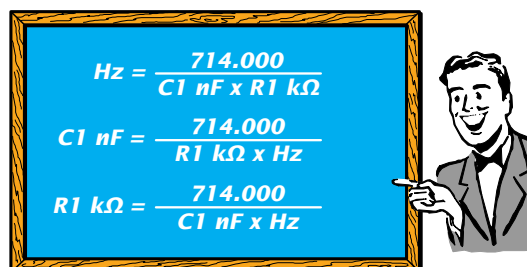 Hz = 714.000
C1 nF x R1 kΩ
C1 nF = 714.000
R1 kΩ x Hz
R1 kΩ = 714.000
C1 nF x Hz